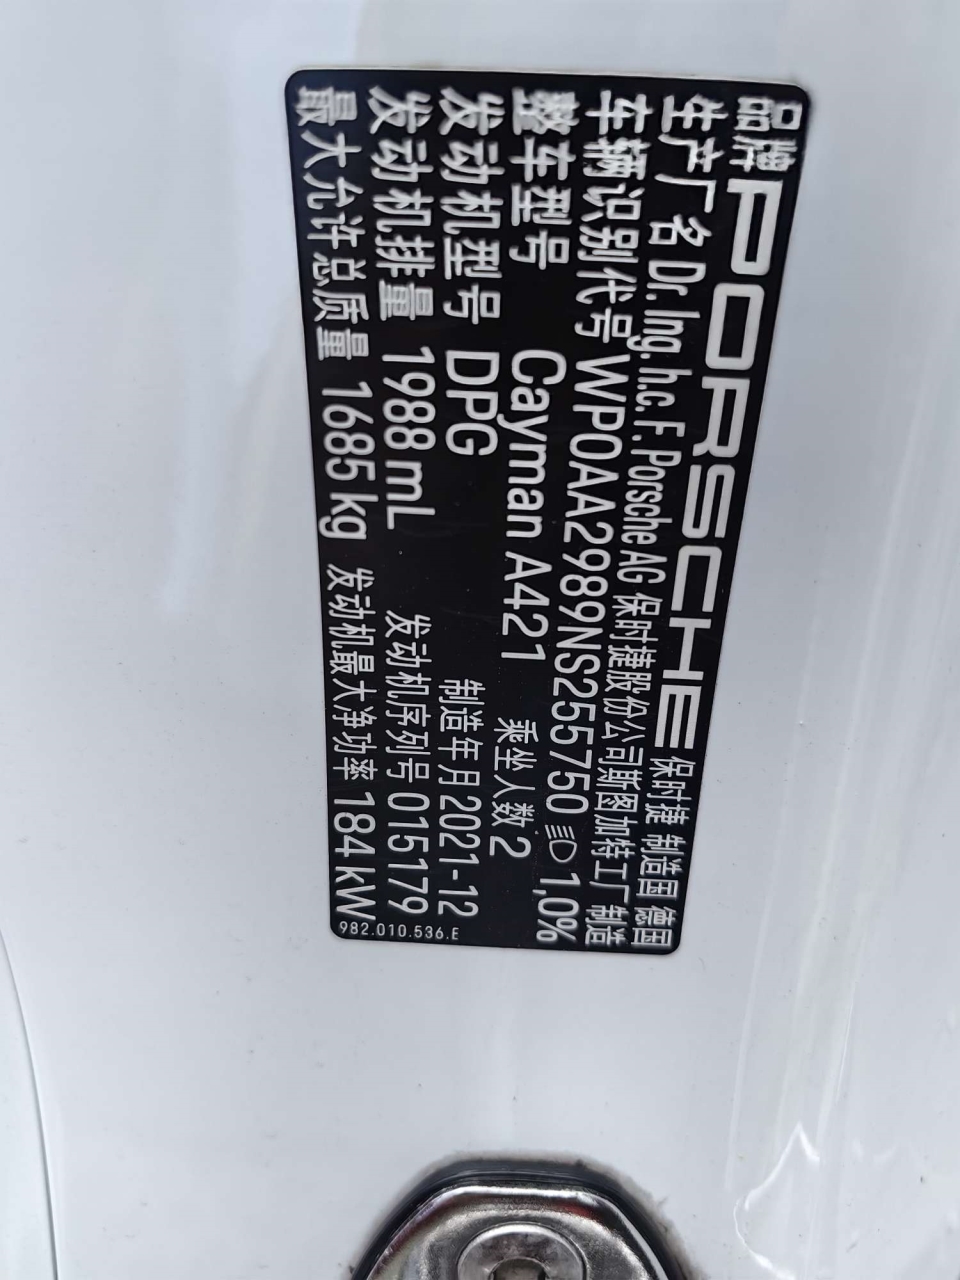 品牌 PORSCHE 保时捷 制造国 德国
生产厂名 Dr. Ing. h.c. F. Porsche AG 保时捷股份公司斯图加特工厂制造
车辆识别代号 WP0AA2989NS255750 1,0%
整车型号 Cayman A421 乘坐人数 2
发动机型号 DPG 制造年月 2021-12
发动机排量 1988 mL 发动机序列号 015179
最大允许总质量 1685 kg 发动机最大净功率 184 kW
982.010.536.E